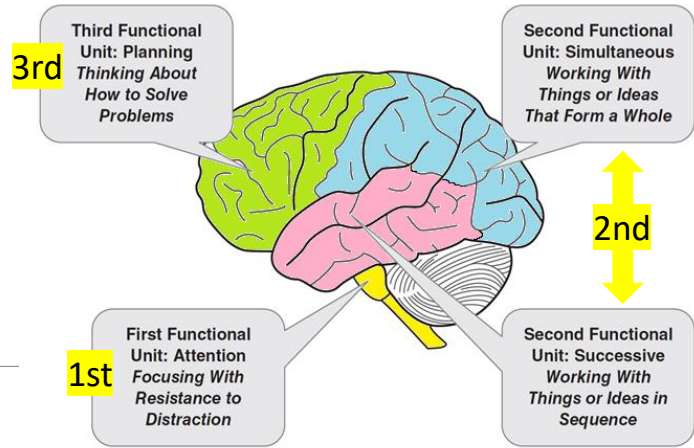 3rd
Third Functional
Unit: Planning
Thinking About
How to Solve
Problems
Second Functional
Unit: Simultaneous
Working With
Things or Ideas
That Form a Whole
2nd
1st
First Functional
Unit: Attention
Focusing With
Resistance to
Distraction
Second Functional
Unit: Successive
Working With
Things or Ideas in
Sequence